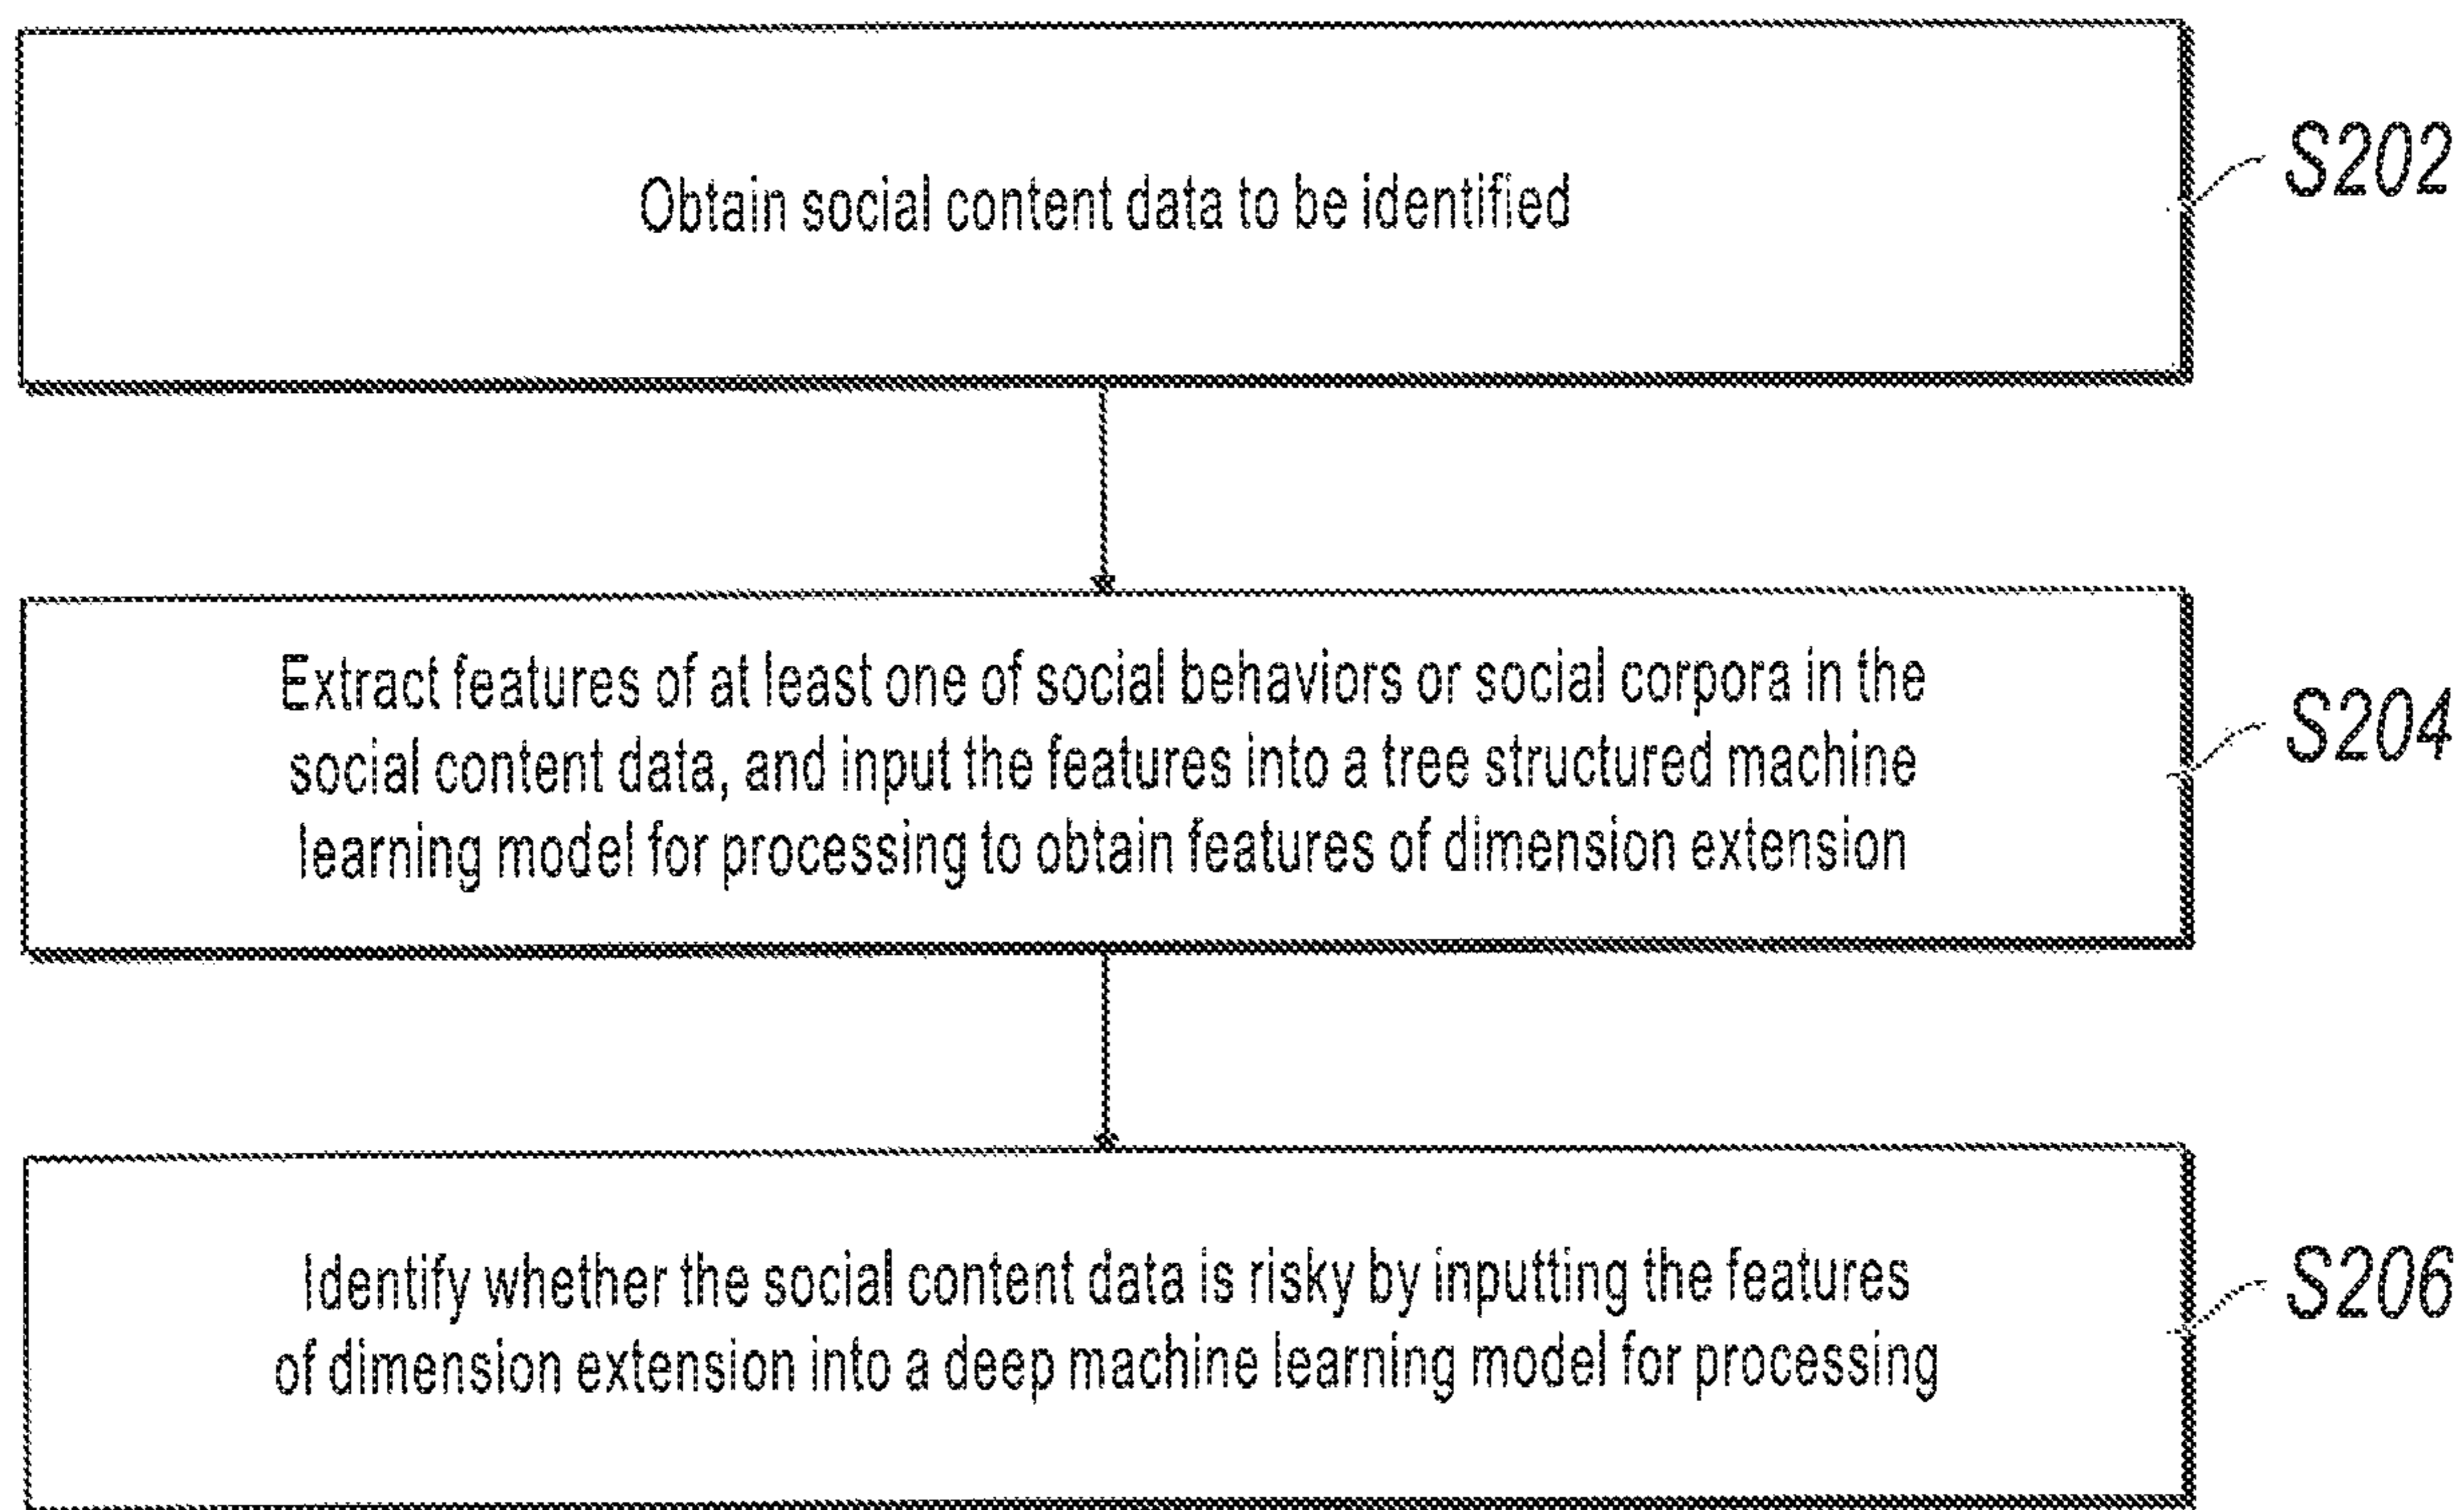 Obtain social content data to be identified
S202
Extract features of at least one of social behaviors or social corpora in the
social content data, and input the features into a tree structured machine
learning model for processing to obtain features of dimension extension
S204
Identify whether the social content data is risky by inputting the features
of dimension extension into a deep machine learning model for processing
S206